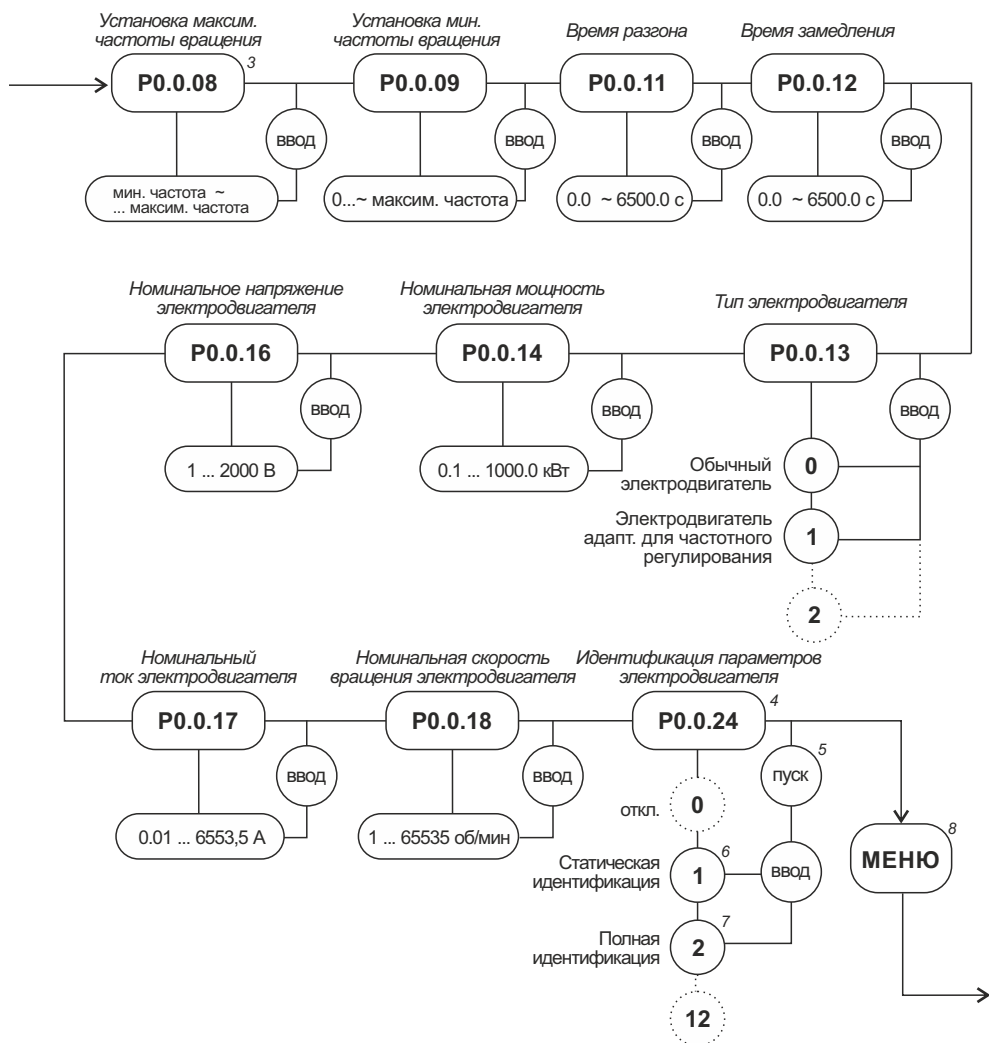 Установка максим.
частоты вращения
Установка мин.
частоты вращения
Время разгона
Время замедления
P0.0.08
3
P0.0.09
P0.0.11
P0.0.12
ВВОД
ВВОД
ВВОД
ВВОД
мин. частота ~
... максим. частота
0...~ максим. частота
0.0 ~ 6500.0 с
0.0 ~ 6500.0 с
Номинальное напряжение
электродвигателя
Номинальная мощность
электродвигателя
Тип электродвигателя
P0.0.16
P0.0.14
P0.0.13
ВВОД
ВВОД
ВВОД
1 ... 2000 В
0.1 ... 1000.0 кВт
Обычный
электродвигатель
0
Электродвигатель
адапт. для частотного
регулирования
1
2
Номинальный
ток электродвигателя
Номинальная скорость
вращения электродвигателя
Идентификация параметров
электродвигателя
P0.0.17
P0.0.18
P0.0.24
4
ВВОД
ВВОД
5
ПУСК
0.01 ... 6553,5 А
1 ... 65535 об/мин
откл.
0
8
МЕНЮ
Статическая
идентификация
6
1
ВВОД
Полная
идентификация
7
2
12